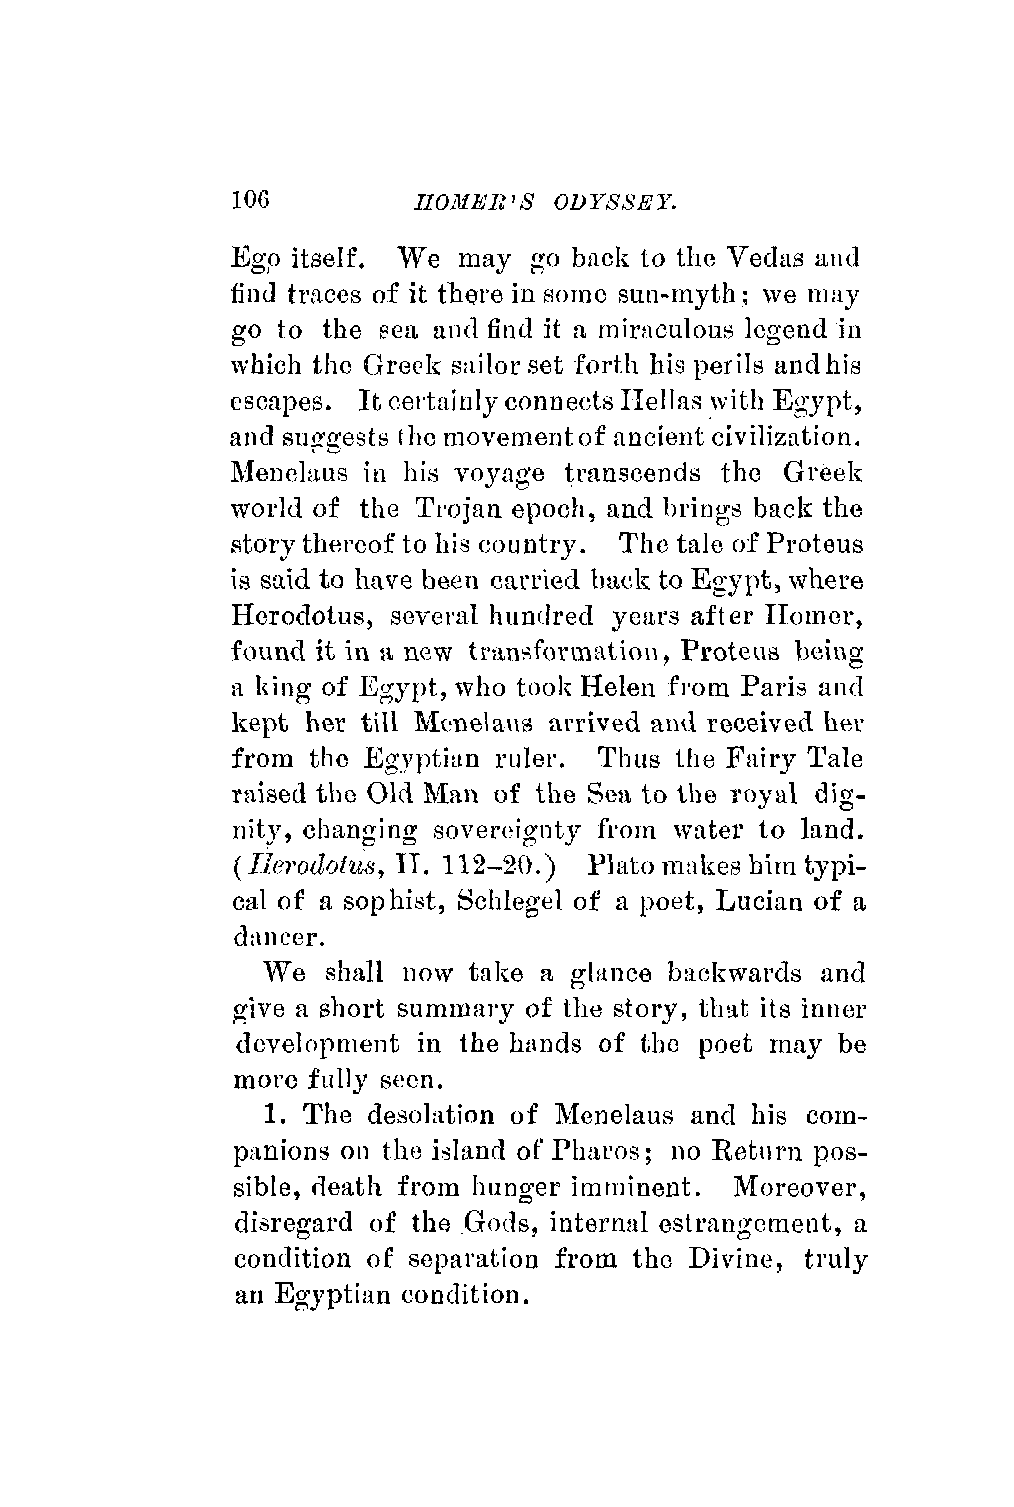 106 HOMER'S ODYSSEY.
Ego itself. We may go back to the Vedas and
find traces of it there in some sun-myth; we may
go to the sea and find it a miraculous legend in
which the Greek sailor set forth his perils and his
escapes. It certainly connects Hellas with Egypt,
and suggests the movement of ancient civilization.
Menelaus in his voyage transcends the Greek
world of the Trojan epoch, and brings back the
story thereof to his country. The tale of Proteus
is said to have been carried back to Egypt, where
Herodotus, several hundred years after Homer,
found it in a new transformation, Proteus being
a king of Egypt, who took Helen from Paris and
kept her till Menelaus arrived and received her
from the Egyptian ruler. Thus the Fairy Tale
raised the Old Man of the Sea to the royal dig-
nity, changing sovereignty from water to land.
(Herodotus, II. 112–20.) Plato makes him typi-
cal of a sophist, Schlegel of a poet, Lucian of a
dancer.
We shall now take a glance backwards and
give a short summary of the story, that its inner
development in the hands of the poet may be
more fully seen.
1. The desolation of Menelaus and his com-
panions on the island of Pharos; no Return pos-
sible, death from hunger imminent. Moreover,
disregard of the Gods, internal estrangement, a
condition of separation from the Divine, truly
an Egyptian condition.